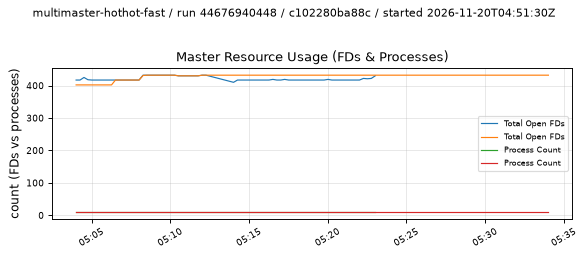 multimaster-hothot-fast / run 44676940448 / c102280ba88c / started 2026-11-20T04:51:30Z
Master Resource Usage (FDs & Processes)
count (FDs vs processes)
400
300
200
100
0
Total Open FDs
Total Open FDs
Process Count
Process Count
05:05
05:10
05:15
05:20
05:25
05:30
05:35